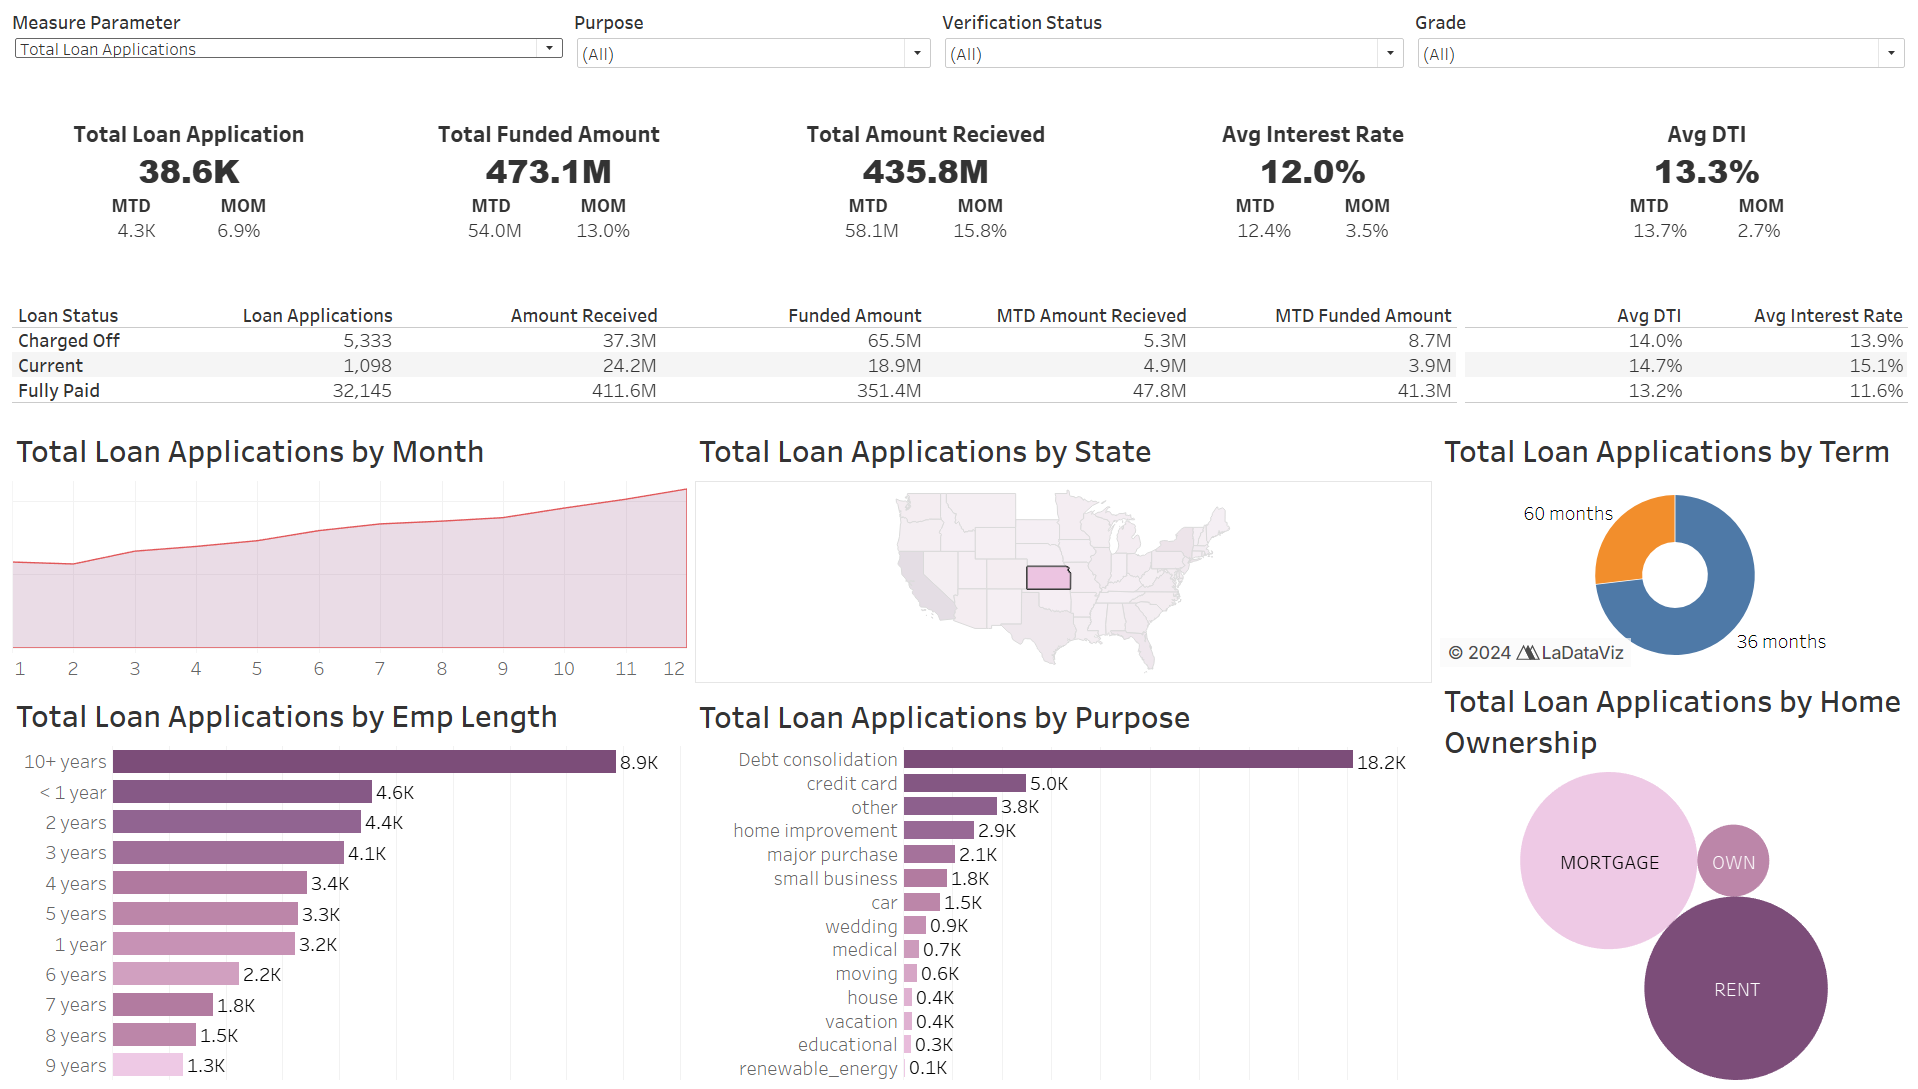 Measure Parameter
Purpose
Verification Status
Grade
Total Loan Applications
(All)
(All)
(All)
Total Loan Application
38.6K
MTD MOM
4.3K 6.9%
Total Funded Amount
473.1M
MTD MOM
54.0M 13.0%
Total Amount Recieved
435.8M
MTD MOM
58.1M 15.8%
Avg Interest Rate
12.0%
MTD MOM
12.4% 3.5%
Avg DTI
13.3%
MTD MOM
13.7% 2.7%
Loan Status Loan Applications Amount Received Funded Amount MTD Amount Recieved MTD Funded Amount Avg DTI Avg Interest Rate
Charged Off 5,333 37.3M 65.5M 5.3M 8.7M 14.0% 13.9%
Current 1,098 24.2M 18.9M 4.9M 3.9M 14.7% 15.1%
Fully Paid 32,145 411.6M 351.4M 47.8M 41.3M 13.2% 11.6%
Total Loan Applications by Month
1 2 3 4 5 6 7 8 9 10 11 12
Total Loan Applications by State
Total Loan Applications by Term
60 months
36 months
© 2024 LaDataViz
Total Loan Applications by Emp Length
10+ years 8.9K
< 1 year 4.6K
2 years 4.4K
3 years 4.1K
4 years 3.4K
5 years 3.3K
1 year 3.2K
6 years 2.2K
7 years 1.8K
8 years 1.5K
9 years 1.3K
Total Loan Applications by Purpose
Debt consolidation 18.2K
credit card 5.0K
other 3.8K
home improvement 2.9K
major purchase 2.1K
small business 1.8K
car 1.5K
wedding 0.9K
medical 0.7K
moving 0.6K
house 0.4K
vacation 0.4K
educational 0.3K
renewable_energy 0.1K
Total Loan Applications by Home
Ownership
MORTGAGE
OWN
RENT